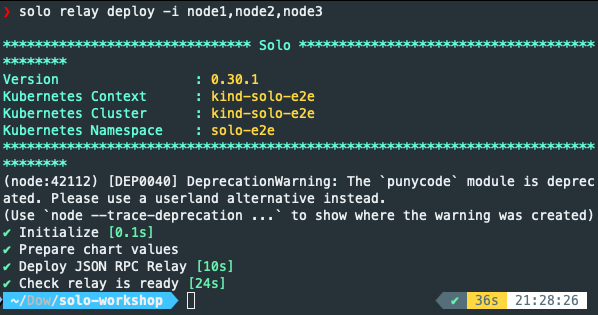 ❯ solo relay deploy -i node1,node2,node3
******************************* Solo *************************************
********
Version : 0.30.1
Kubernetes Context : kind-solo-e2e
Kubernetes Cluster : kind-solo-e2e
Kubernetes Namespace : solo-e2e
**************************************************************************
********
(node:42112) [DEP0040] DeprecationWarning: The `punycode` module is deprec
ated. Please use a userland alternative instead.
(Use `node --trace-deprecation ...` to show where the warning was created)
✔ Initialize [0.1s]
✔ Prepare chart values
✔ Deploy JSON RPC Relay [10s]
✔ Check relay is ready [24s]
~/Dow/solo-workshop ✔ 36s 21:28:26